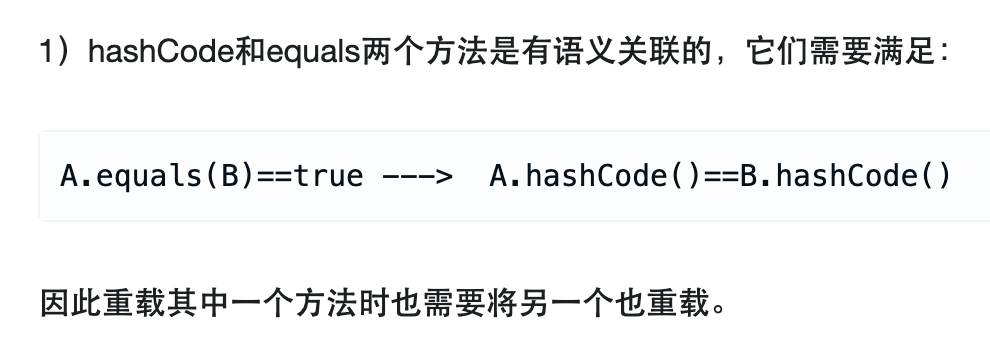 1）hashCode和equals两个方法是有语义关联的，它们需要满足：
A.equals(B)==true ---> A.hashCode()==B.hashCode()
因此重载其中一个方法时也需要将另一个也重载。